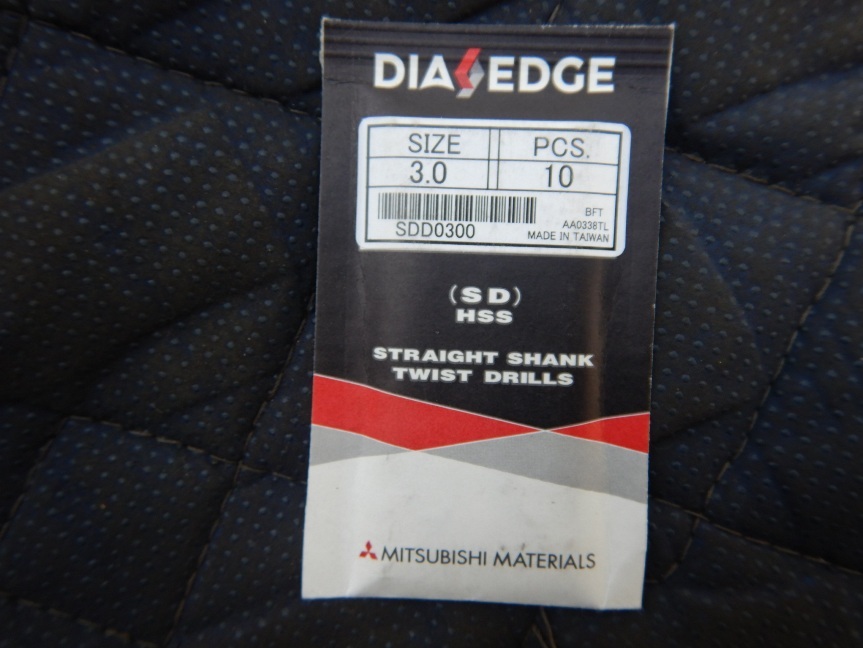 DIAEDGE
SIZE PCS.
3.0 10
BFT
SDD0300 AA0338TL
MADE IN TAIWAN
(SD)
HSS
STRAIGHT SHANK
TWIST DRILLS
MITSUBISHI MATERIALS